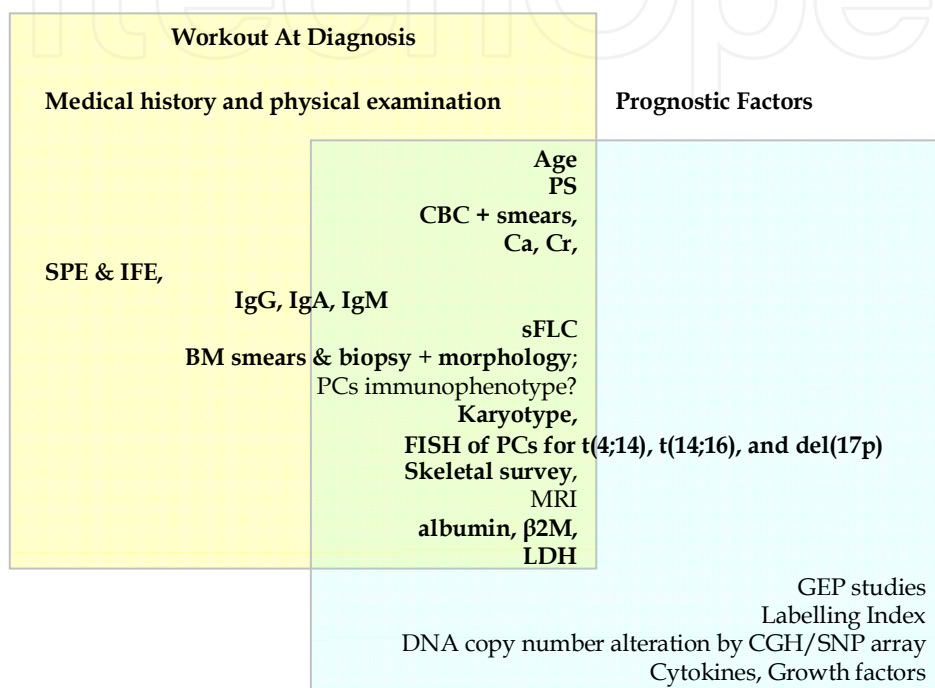 Workout At Diagnosis
Medical history and physical examination
Prognostic Factors
Age
PS
CBC + smears,
Ca, Cr,
SPE & IFE,
IgG, IgA, IgM
sFLC
BM smears & biopsy + morphology;
PCs immunophenotype?
Karyotype,
FISH of PCs for t(4;14), t(14;16), and del(17p)
Skeletal survey,
MRI
albumin, β2M,
LDH
GEP studies
Labelling Index
DNA copy number alteration by CGH/SNP array
Cytokines, Growth factors